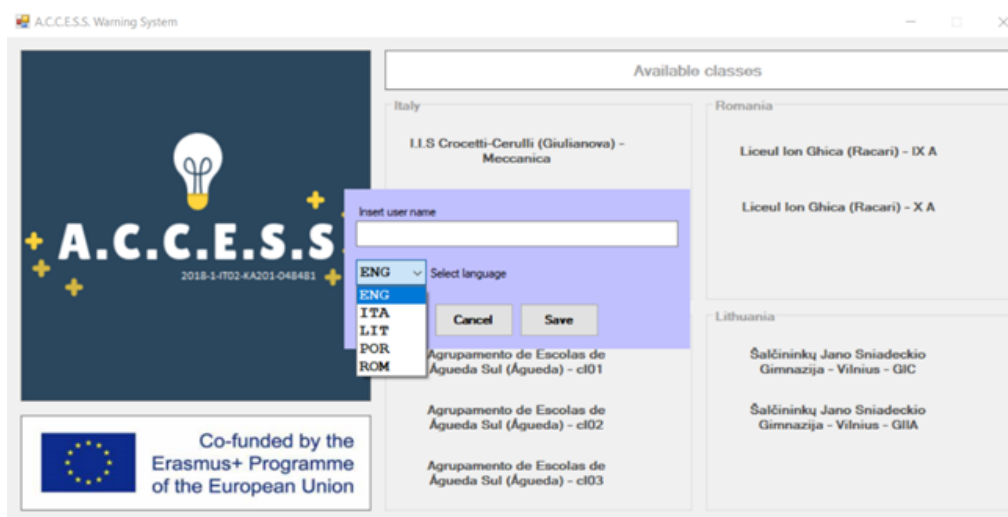 A.C.C.E.S.S. Warning System
A.C.C.E.S.S
2018-1-IT02-KA201-048481
Co-funded by the
Erasmus+ Programme
of the European Union
Available classes
Italy
I.I.S Crocetti-Cerulli (Giulianova) -
Meccanica
Romania
Liceul Ion Ghica (Racari) - IX A
Liceul Ion Ghica (Racari) - X A
Insert user name
ENG
Select language
ENG
ITA
LIT
POR
ROM
Cancel
Save
Agrupamento de Escolas de
Águeda Sul (Águeda) - cl01
Agrupamento de Escolas de
Águeda Sul (Águeda) - cl02
Agrupamento de Escolas de
Águeda Sul (Águeda) - cl03
Lithuania
Šalčininkų Jano Sniadeckio
Gimnazija - Vilnius - GIC
Šalčininkų Jano Sniadeckio
Gimnazija - Vilnius - GIIA